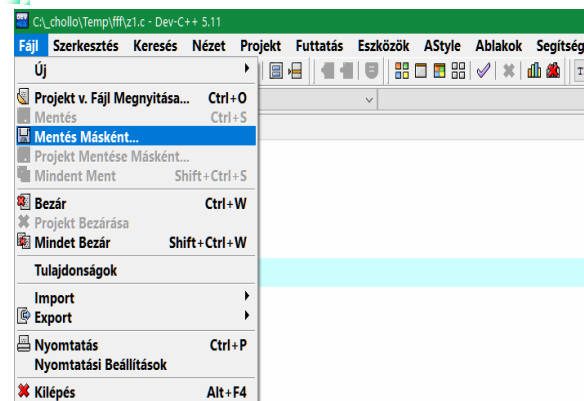 C:\_chollo\Temp\fff\z1.c - Dev-C++ 5.11
Fájl Szerkesztés Keresés Nézet Projekt Futtatás Eszközök AStyle Ablakok Segítség
Új
Projekt v. Fájl Megnyitása... Ctrl+O
Mentés Ctrl+S
Mentés Másként...
Projekt Mentése Másként...
Mindent Ment Shift+Ctrl+S
Bezár Ctrl+W
Projekt Bezárása
Mindet Bezár Shift+Ctrl+W
Tulajdonságok
Import
Export
Nyomtatás Ctrl+P
Nyomtatási Beállítások
Kilépés Alt+F4